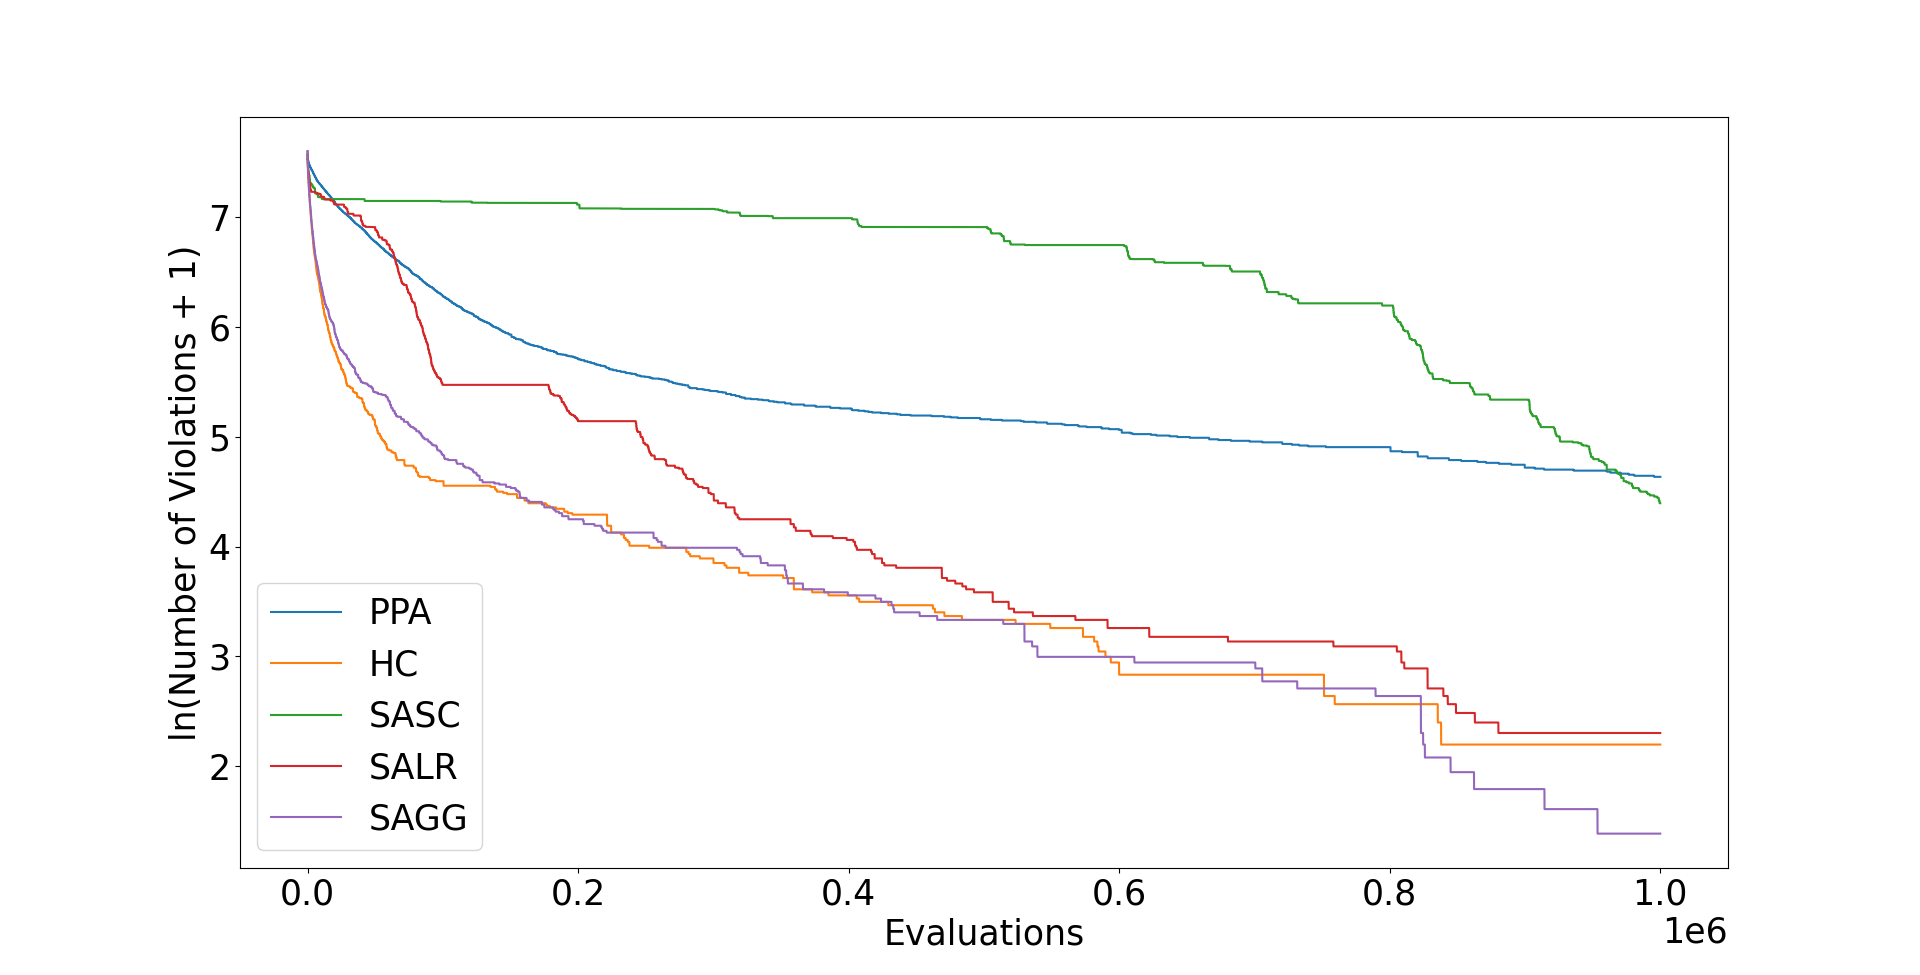 ln(Number of Violations + 1)
7
6
5
4
3
2
PPA
HC
SASC
SALR
SAGG
0.0 0.2 0.4 0.6 0.8 1.0
Evaluations
1e6